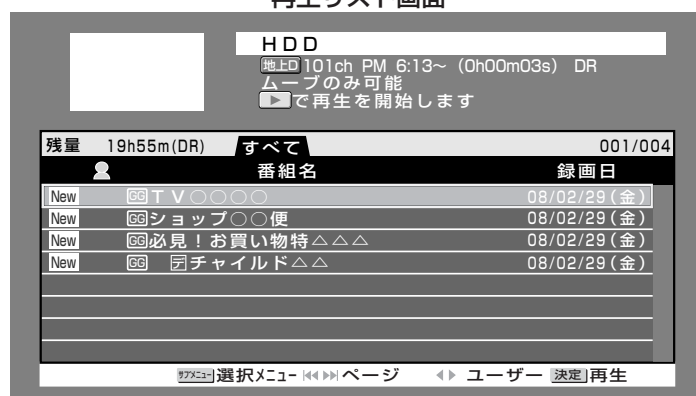 再生リスト画面
HDD
地上D 101ch PM 6:13~ (0h00m03s) DR
ムーブのみ可能
で再生を開始します
残量 19h55m(DR) すべて 001/004
番組名 録画日
New GG TV○○○○ 08/02/29(金)
New GG ショップ○○便 08/02/29(金)
New GG 必見!お買い物特△△△ 08/02/29(金)
New GG デ チャイルド△△ 08/02/29(金)
サブメニュー 選択メニュー ページ ユーザー 決定 再生